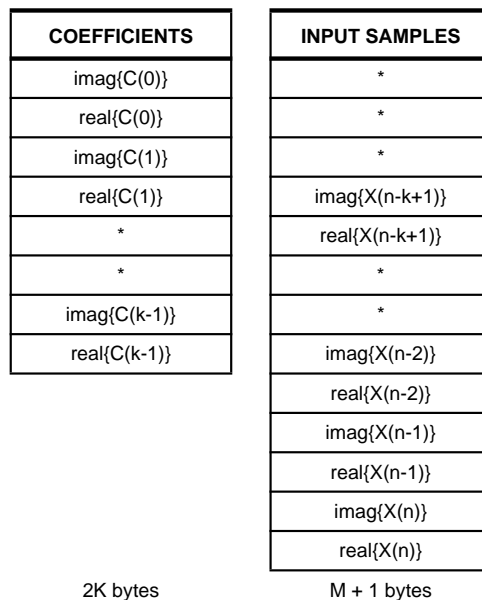 COEFFICIENTS
imag{C(0)}
real{C(0)}
imag{C(1)}
real{C(1)}
*
*
imag{C(k-1)}
real{C(k-1)}
2K bytes
INPUT SAMPLES
*
*
*
imag{X(n-k+1)}
real{X(n-k+1)}
*
*
imag{X(n-2)}
real{X(n-2)}
imag{X(n-1)}
real{X(n-1)}
imag{X(n)}
real{X(n)}
M + 1 bytes